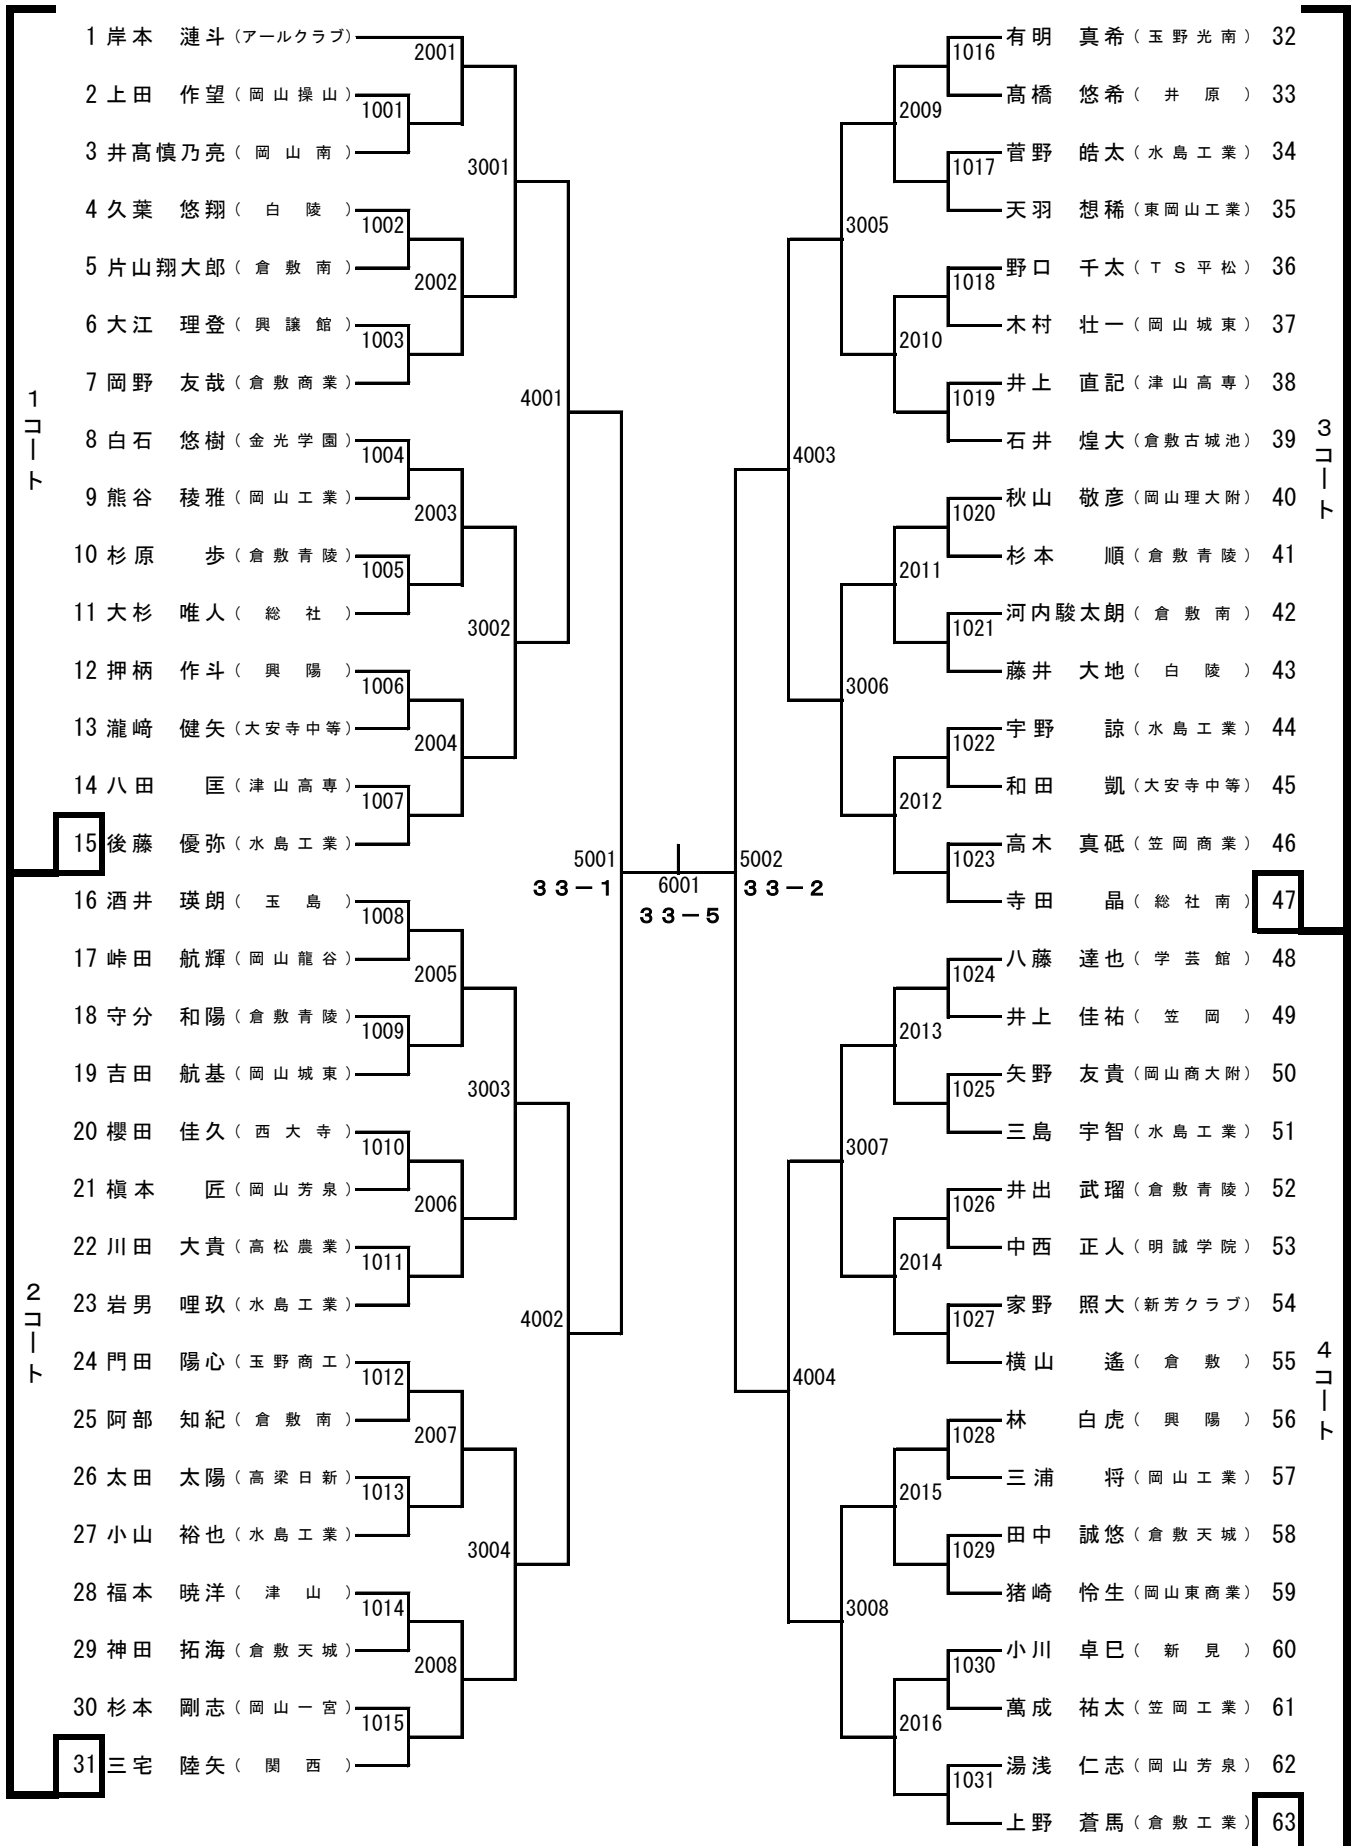 1 岸本 漣斗 (アールクラブ)
2 上田 作望 (岡山操山)
3 井髙慎乃亮 (岡山南)
4 久葉 悠翔 (白陵)
5 片山翔大郎 (倉敷南)
6 大江 理登 (興譲館)
7 岡野 友哉 (倉敷商業)
8 白石 悠樹 (金光学園)
9 熊谷 稜雅 (岡山工業)
10 杉原 歩 (倉敷青陵)
11 大杉 唯人 (総社)
12 押柄 作斗 (興陽)
13 瀧﨑 健矢 (大安寺中等)
14 八田 匡 (津山高専)
15 後藤 優弥 (水島工業)
1コート
16 酒井 瑛朗 (玉島)
17 峠田 航輝 (岡山龍谷)
18 守分 和陽 (倉敷青陵)
19 吉田 航基 (岡山城東)
20 櫻田 佳久 (西大寺)
21 槇本 匠 (岡山芳泉)
22 川田 大貴 (高松農業)
23 岩男 哩玖 (水島工業)
24 門田 陽心 (玉野商工)
25 阿部 知紀 (倉敷南)
26 太田 太陽 (高梁日新)
27 小山 裕也 (水島工業)
28 福本 暁洋 (津山)
29 神田 拓海 (倉敷天城)
30 杉本 剛志 (岡山一宮)
31 三宅 陸矢 (関西)
2コート
1001
1002
1003
1004
1005
1006
1007
1008
1009
1010
1011
1012
1013
1014
1015
2001
2002
2003
2004
2005
2006
2007
2008
3001
3002
3003
3004
4001
4002
5001
33-1
6001
33-5
5002
33-2
4003
4004
3005
3006
3007
3008
2009
2010
2011
2012
2013
2014
2015
2016
1016
1017
1018
1019
1020
1021
1022
1023
1024
1025
1026
1027
1028
1029
1030
1031
有明 真希 (玉野光南) 32
髙橋 悠希 (井原) 33
菅野 皓太 (水島工業) 34
天羽 想稀 (東岡山工業) 35
野口 千太 (TS平松) 36
木村 壮一 (岡山城東) 37
井上 直記 (津山高専) 38
石井 煌大 (倉敷古城池) 39
秋山 敬彦 (岡山理大附) 40
杉本 順 (倉敷青陵) 41
河内駿太朗 (倉敷南) 42
藤井 大地 (白陵) 43
宇野 諒 (水島工業) 44
和田 凱 (大安寺中等) 45
高木 真砥 (笠岡商業) 46
寺田 晶 (総社南) 47
3コート
八藤 達也 (学芸館) 48
井上 佳祐 (笠岡) 49
矢野 友貴 (岡山商大附) 50
三島 宇智 (水島工業) 51
井出 武瑠 (倉敷青陵) 52
中西 正人 (明誠学院) 53
家野 照大 (新芳クラブ) 54
横山 遙 (倉敷) 55
林 白虎 (興陽) 56
三浦 将 (岡山工業) 57
田中 誠悠 (倉敷天城) 58
猪崎 怜生 (岡山東商業) 59
小川 卓巳 (新見) 60
萬成 祐太 (笠岡工業) 61
湯浅 仁志 (岡山芳泉) 62
上野 蒼馬 (倉敷工業) 63
4コート